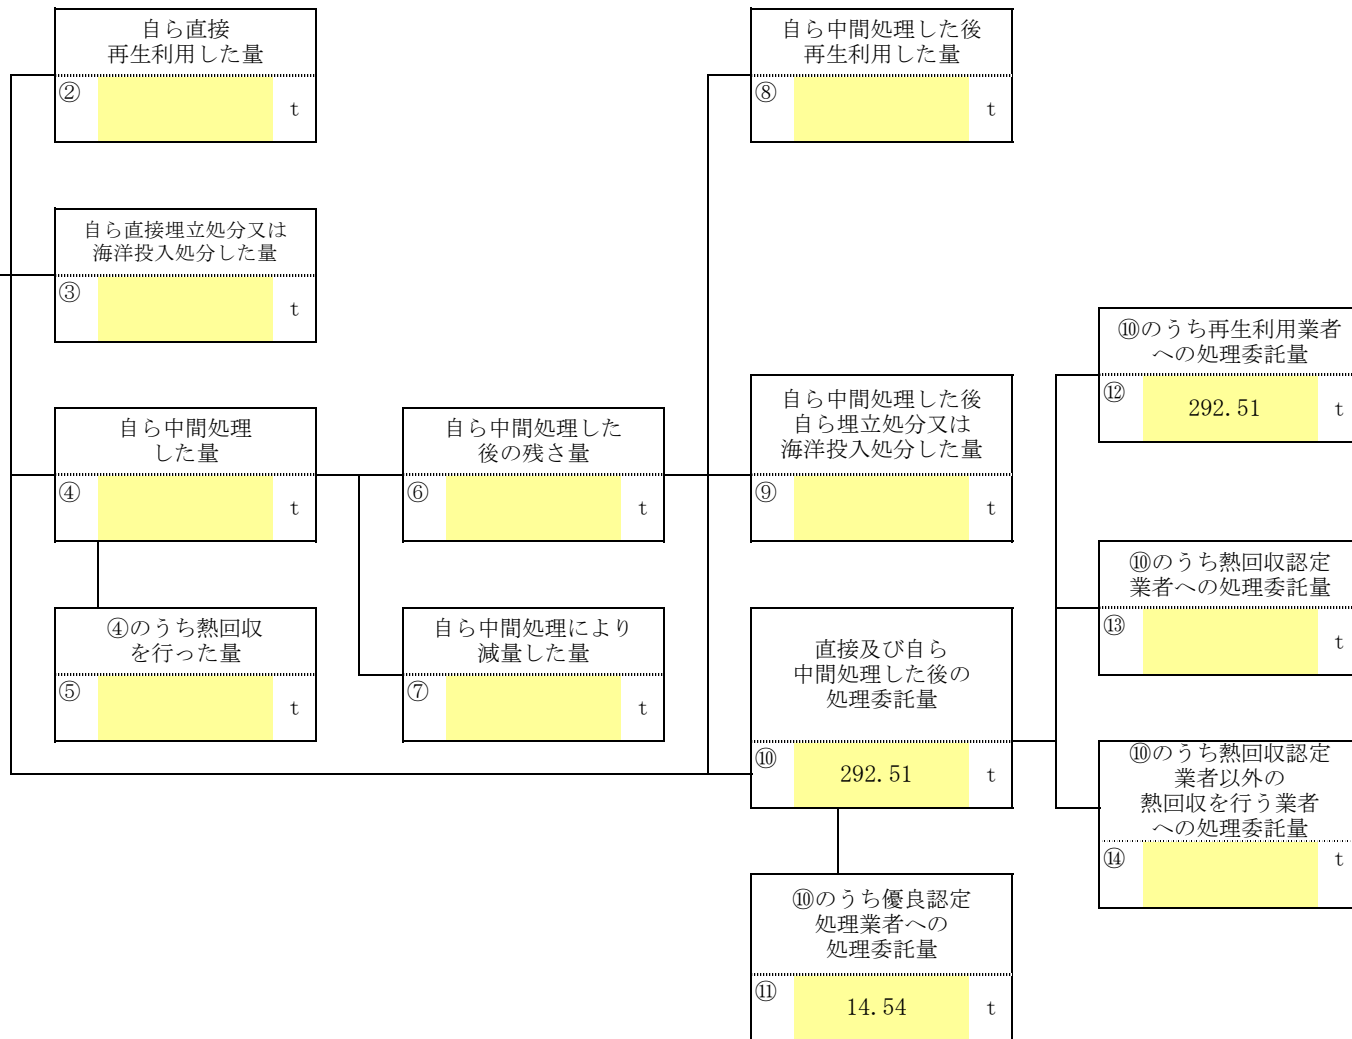 自ら直接
再生利用した量
②
t
自ら中間処理した後
再生利用した量
⑧
t
自ら直接埋立処分又は
海洋投入処分した量
③
t
⑩のうち再生利用業者
への処理委託量
⑫
292.51
t
自ら中間処理
した量
④
t
自ら中間処理した
後の残さ量
⑥
t
自ら中間処理した後
自ら埋立処分又は
海洋投入処分した量
⑨
t
⑩のうち熱回収認定
業者への処理委託量
⑬
t
④のうち熱回収
を行った量
⑤
t
自ら中間処理により
減量した量
⑦
t
直接及び自ら
中間処理した後の
処理委託量
⑩
292.51
t
⑩のうち熱回収認定
業者以外の
熱回収を行う業者
への処理委託量
⑭
t
⑩のうち優良認定
処理業者への
処理委託量
⑪
14.54
t